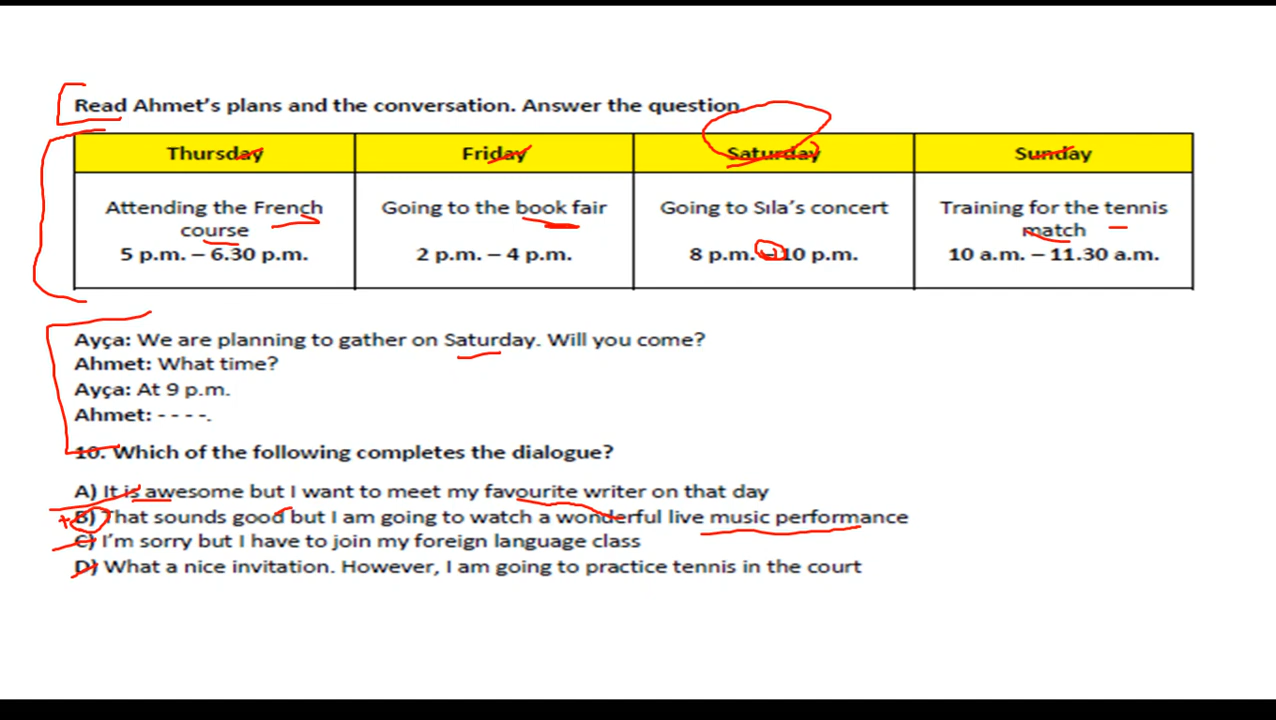 Read Ahmet's plans and the conversation. Answer the question.
Thursday Friday Saturday Sunday
Attending the French Going to the book fair Going to Sıla's concert Training for the tennis
course match
5 p.m. – 6.30 p.m. 2 p.m. – 4 p.m. 8 p.m. – 10 p.m. 10 a.m. – 11.30 a.m.
Ayça: We are planning to gather on Saturday. Will you come?
Ahmet: What time?
Ayça: At 9 p.m.
Ahmet: - - - -.
10. Which of the following completes the dialogue?
A) It is awesome but I want to meet my favourite writer on that day
B) That sounds good but I am going to watch a wonderful live music performance
C) I'm sorry but I have to join my foreign language class
D) What a nice invitation. However, I am going to practice tennis in the court